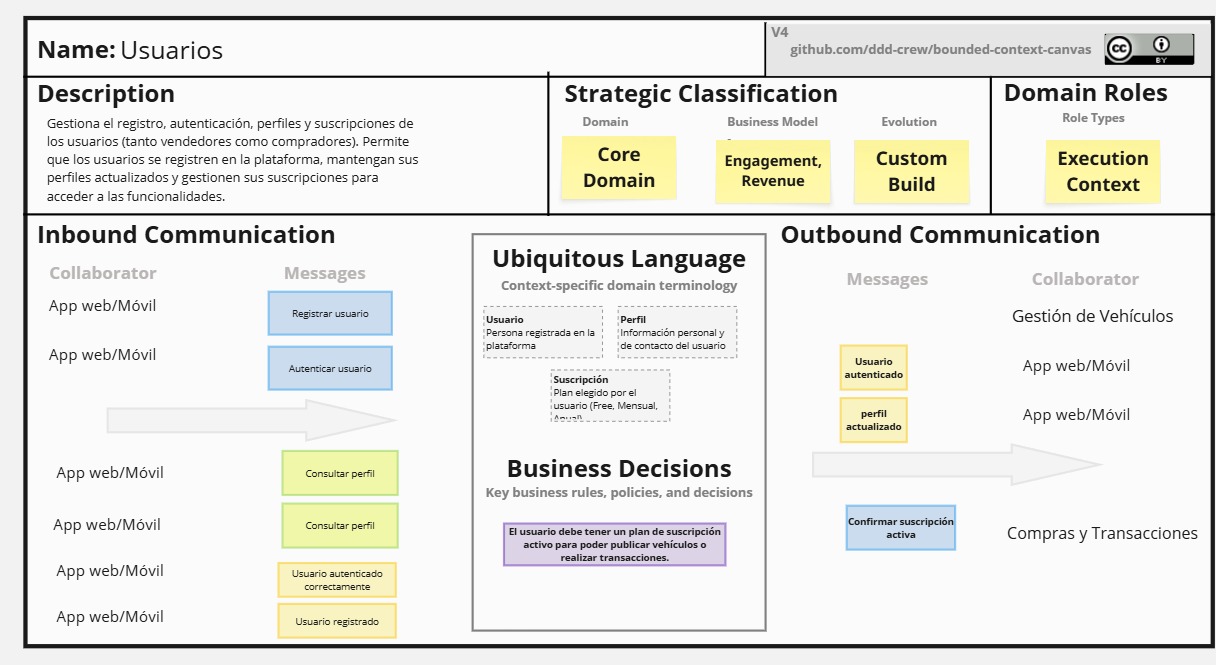 Name: Usuarios
V4
github.com/ddd-crew/bounded-context-canvas
cc
BY
Description
Gestiona el registro, autenticación, perfiles y suscripciones de
los usuarios (tanto vendedores como compradores). Permite
que los usuarios se registren en la plataforma, mantengan sus
perfiles actualizados y gestionen sus suscripciones para
acceder a las funcionalidades.
Strategic Classification
Domain
Core
Domain
Business Model
Engagement,
Revenue
Evolution
Custom
Build
Domain Roles
Role Types
Execution
Context
Inbound Communication
Collaborator
Messages
App web/Móvil
Registrar usuario
App web/Móvil
Autenticar usuario
App web/Móvil
Consultar perfil
App web/Móvil
Consultar perfil
App web/Móvil
Usuario autenticado
correctamente
App web/Móvil
Usuario registrado
Ubiquitous Language
Context-specific domain terminology
Usuario
Persona registrada en la
plataforma
Perfil
Información personal y
de contacto del usuario
Suscripción
Plan elegido por el
usuario (Free, Mensual,
Anual)
Business Decisions
Key business rules, policies, and decisions
El usuario debe tener un plan de suscripción
activo para poder publicar vehículos o
realizar transacciones.
Outbound Communication
Messages
Collaborator
Gestión de Vehículos
Usuario
autenticado
App web/Móvil
perfil
actualizado
App web/Móvil
Confirmar suscripción
activa
Compras y Transacciones